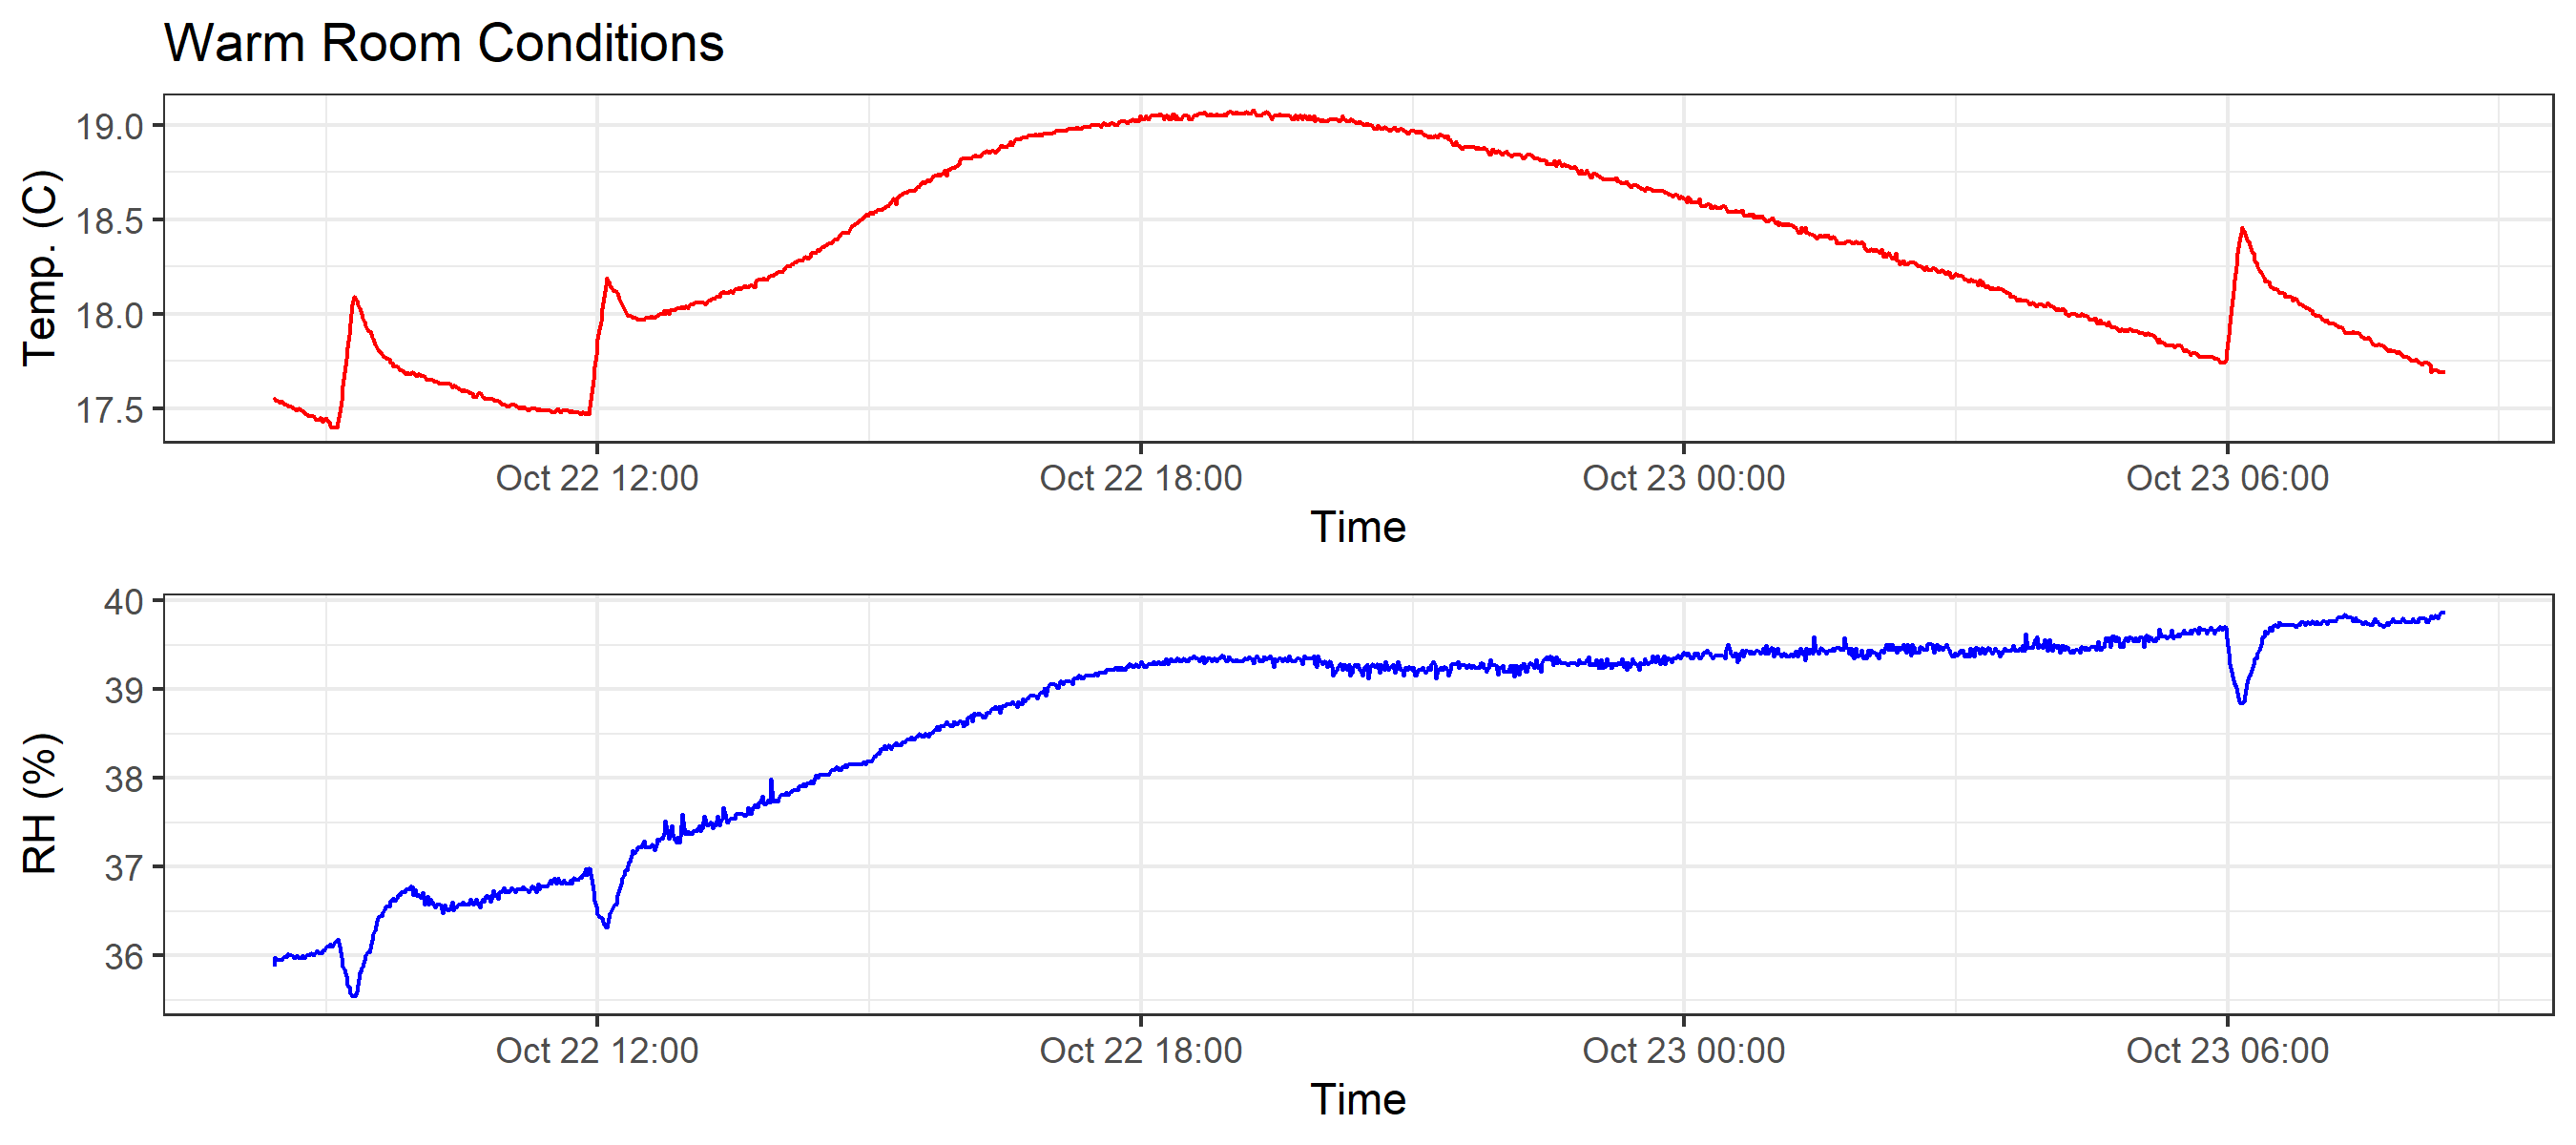 Warm Room Conditions
Temp. (C)
19.0
18.5
18.0
17.5
Oct 22 12:00 Oct 22 18:00 Oct 23 00:00 Oct 23 06:00
Time
RH (%)
40
39
38
37
36
Oct 22 12:00 Oct 22 18:00 Oct 23 00:00 Oct 23 06:00
Time